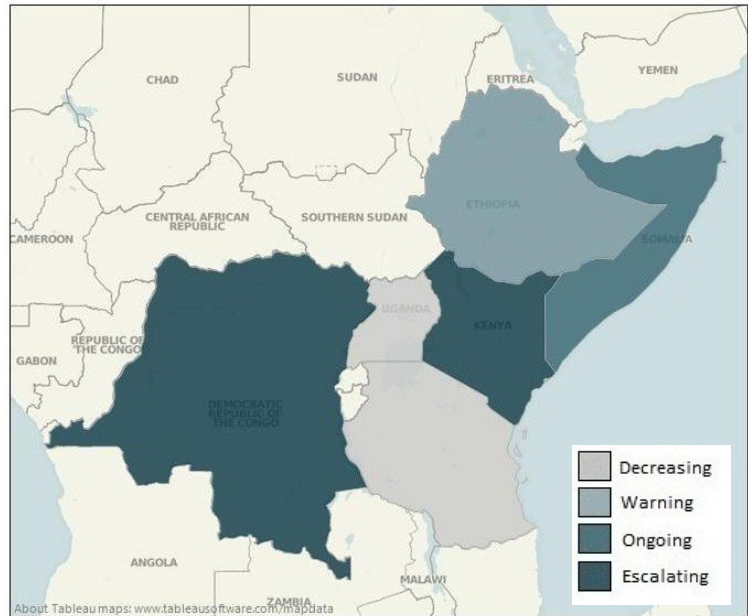 CHAD
SUDAN
ERITREA
YEMEN
ETHIOPIA
CENTRAL AFRICAN
REPUBLIC
SOUTHERN SUDAN
CAMEROON
SOMALIA
UGANDA
KENYA
REPUBLIC OF
THE CONGO
GABON
DEMOCRATIC
REPUBLIC OF
THE CONGO
Decreasing
Warning
Ongoing
Escalating
ANGOLA
MALAWI
ZAMBIA
About Tableau maps: www.tableausoftware.com/mapdata